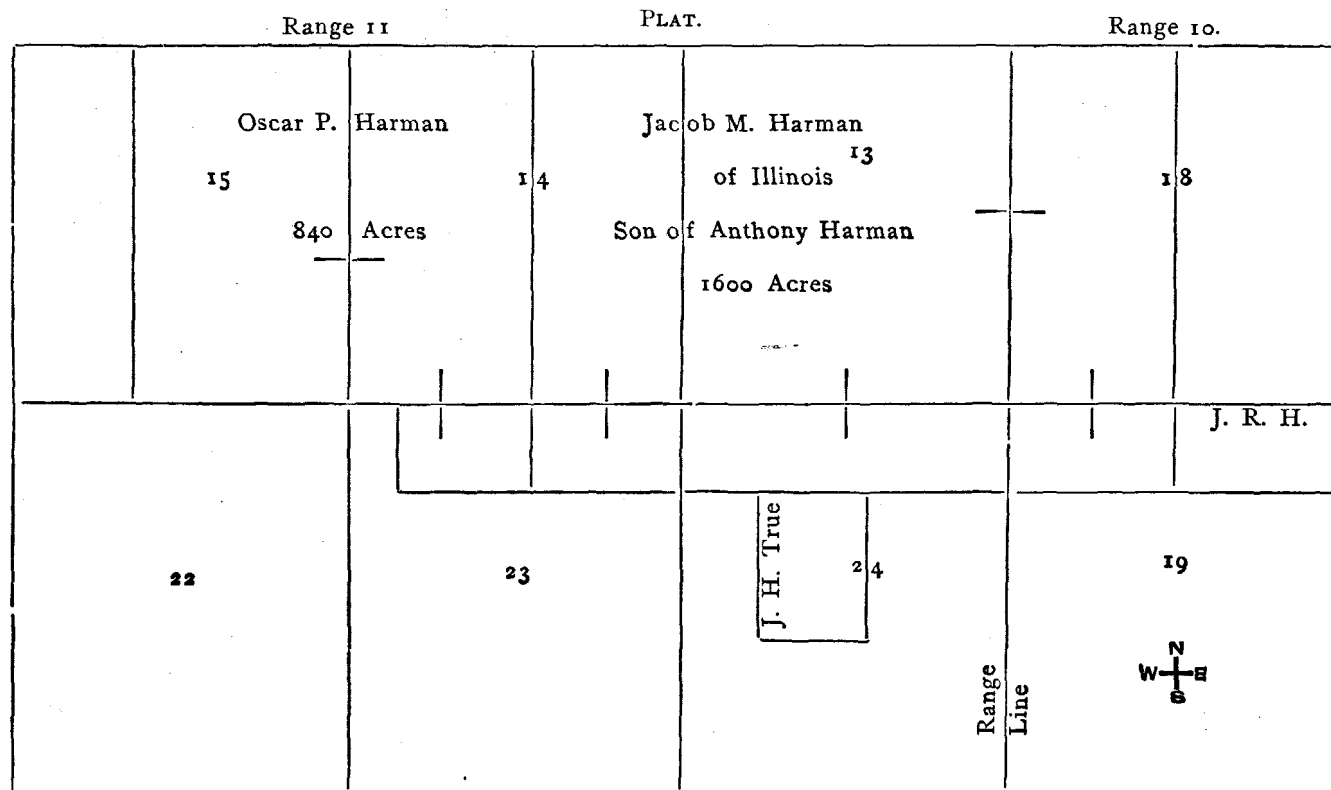 PLAT.
Range 11
Range 10.
Oscar P. Harman
Jacob M. Harman
13
15
14
of Illinois
18
840 Acres
Son of Anthony Harman
1600 Acres
J. R. H.
J. H. True
22
23
24
19
N
W E
S
Range
Line